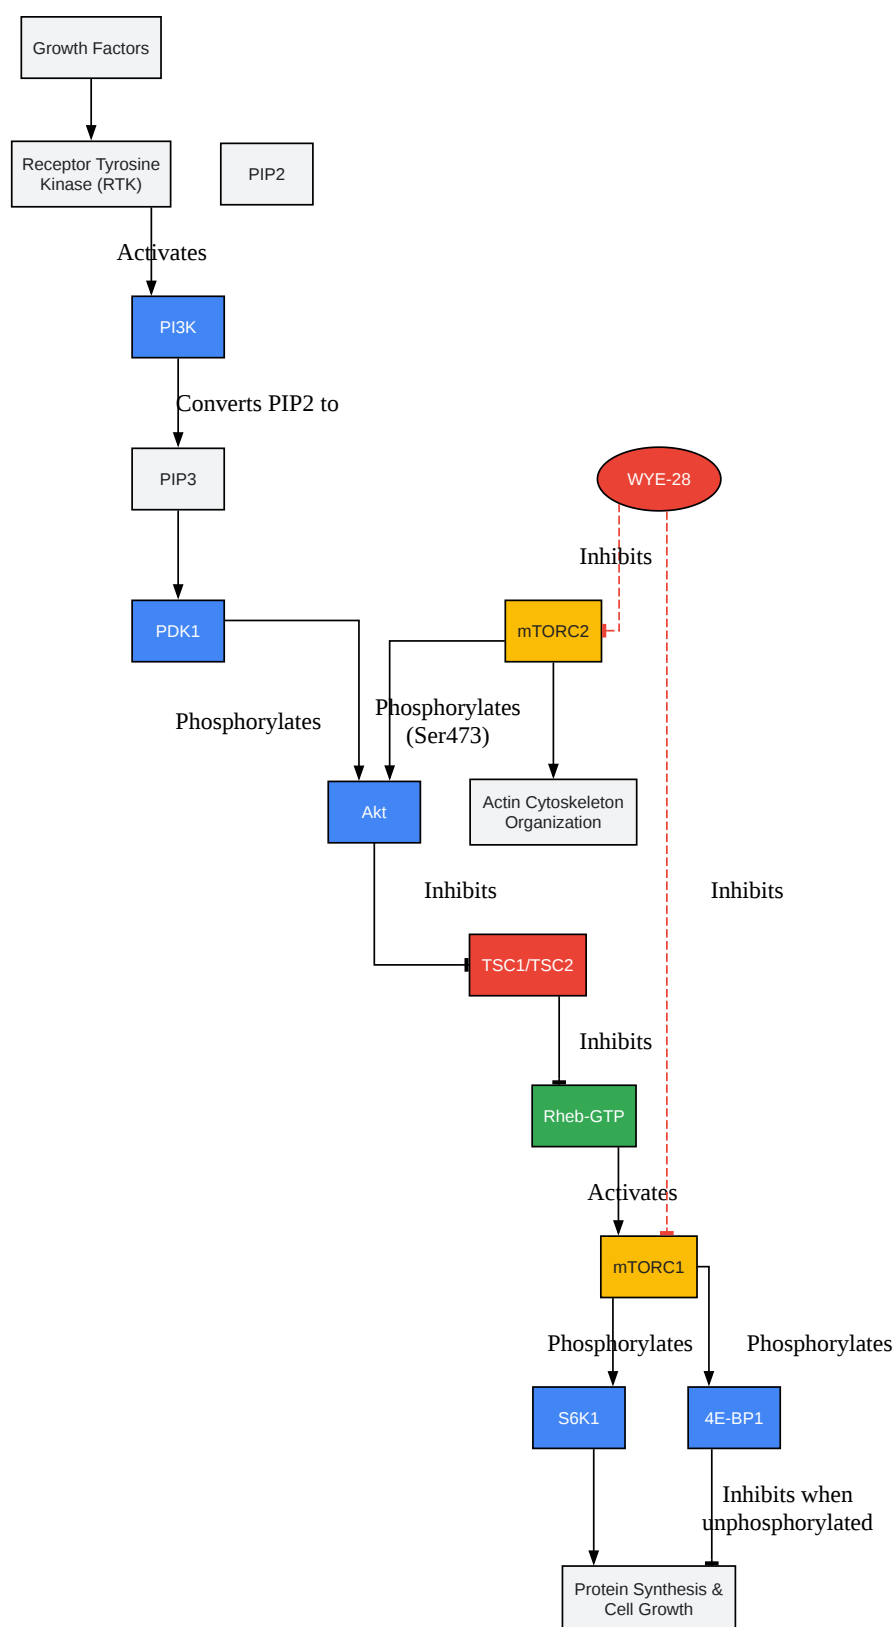 Growth Factors
Receptor Tyrosine
Kinase (RTK)
PIP2
Activates
PI3K
Converts PIP2 to
PIP3
WYE-28
Inhibits
PDK1
mTORC2
Phosphorylates
Phosphorylates
(Ser473)
Akt
Actin Cytoskeleton
Organization
Inhibits
Inhibits
TSC1/TSC2
Inhibits
Rheb-GTP
Activates
mTORC1
Phosphorylates
Phosphorylates
S6K1
4E-BP1
Inhibits when
unphosphorylated
Protein Synthesis &
Cell Growth